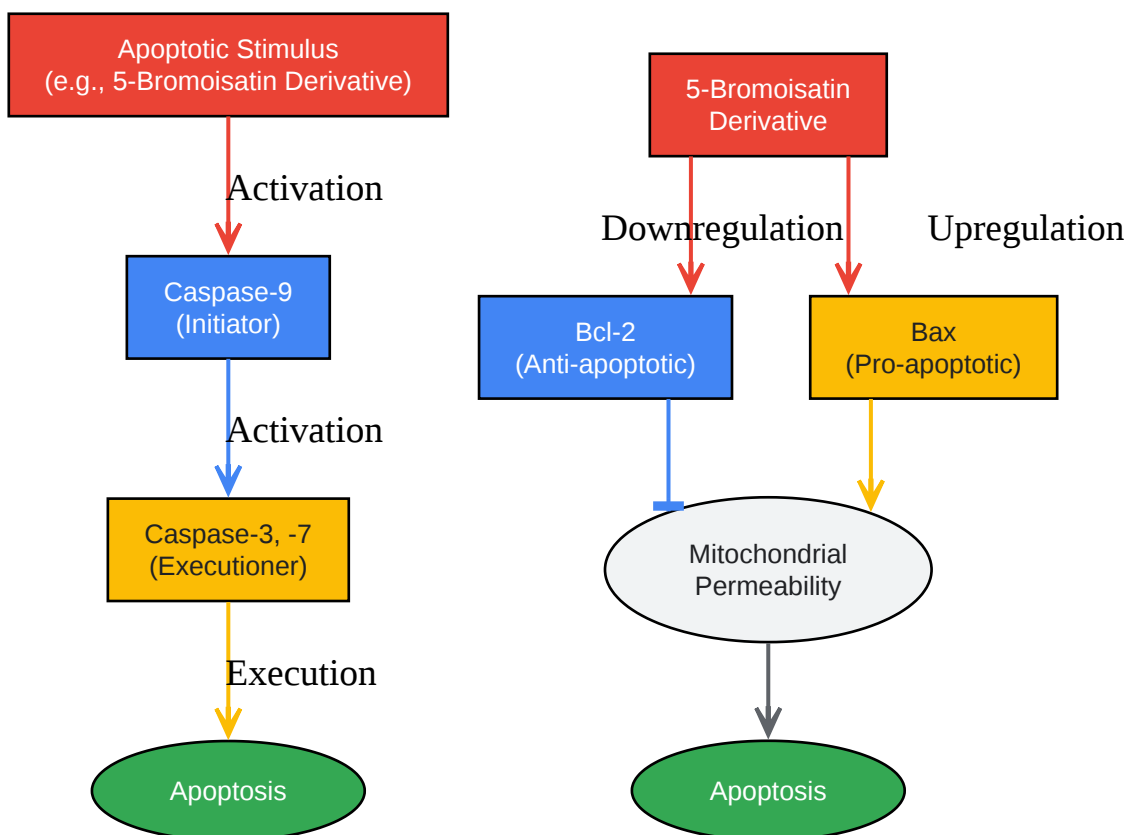 Apoptotic Stimulus
(e.g., 5-Bromoisatin Derivative)
Activation
Caspase-9
(Initiator)
Activation
Caspase-3, -7
(Executioner)
Execution
Apoptosis
5-Bromoisatin
Derivative
Downregulation
Upregulation
Bcl-2
(Anti-apoptotic)
Bax
(Pro-apoptotic)
Mitochondrial
Permeability
Apoptosis